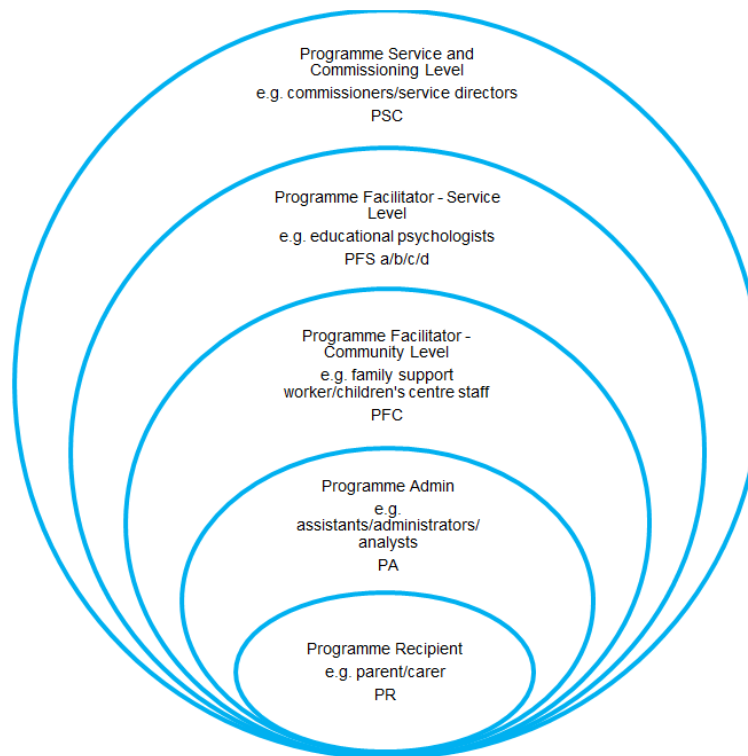 Programme Service and
Commissioning Level
e.g. commissioners/service directors
PSC
Programme Facilitator - Service
Level
e.g. educational psychologists
PFS a/b/c/d
Programme Facilitator -
Community Level
e.g. family support
worker/children's centre staff
PFC
Programme Admin
e.g.
assistants/administrators/
analysts
PA
Programme Recipient
e.g. parent/carer
PR